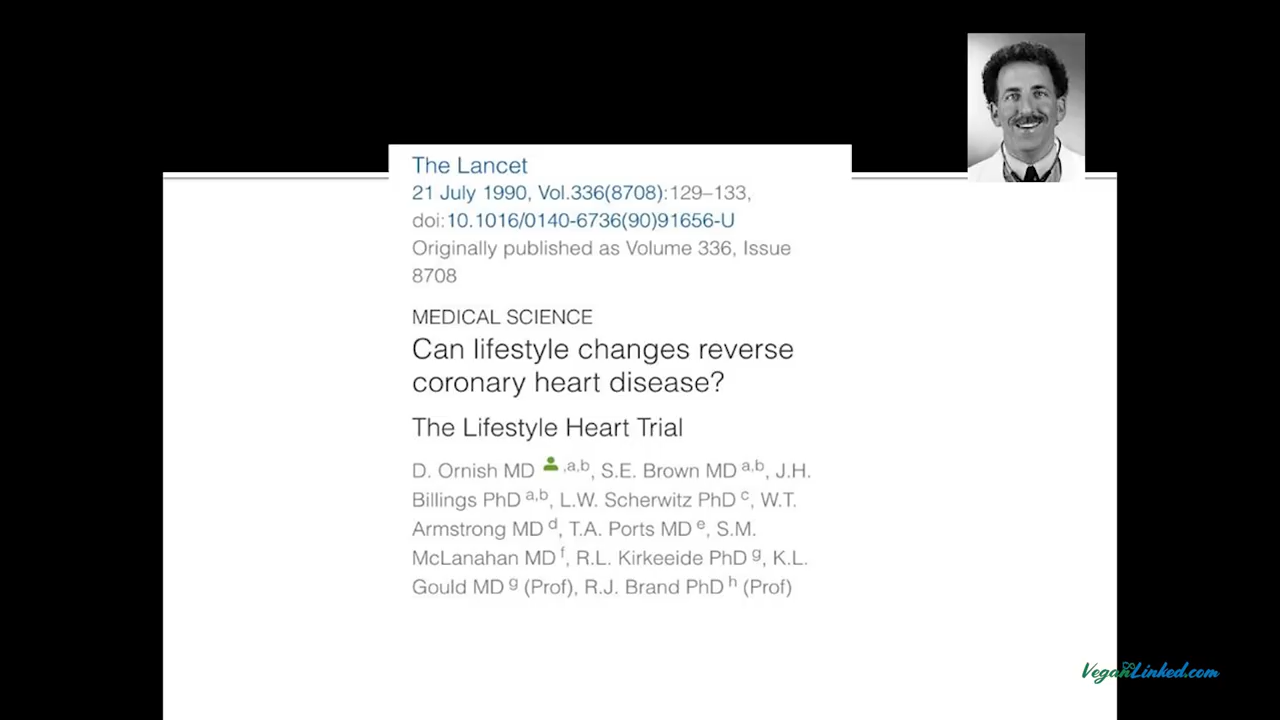 The Lancet
21 July 1990, Vol.336(8708):129–133,
doi:10.1016/0140-6736(90)91656-U
Originally published as Volume 336, Issue
8708
MEDICAL SCIENCE
Can lifestyle changes reverse
coronary heart disease?
The Lifestyle Heart Trial
D. Ornish MD ,a,b, S.E. Brown MD a,b, J.H.
Billings PhD a,b, L.W. Scherwitz PhD c, W.T.
Armstrong MD d, T.A. Ports MD e, S.M.
McLanahan MD f, R.L. Kirkeeide PhD g, K.L.
Gould MD g (Prof), R.J. Brand PhD h (Prof)
VeganLinked.com